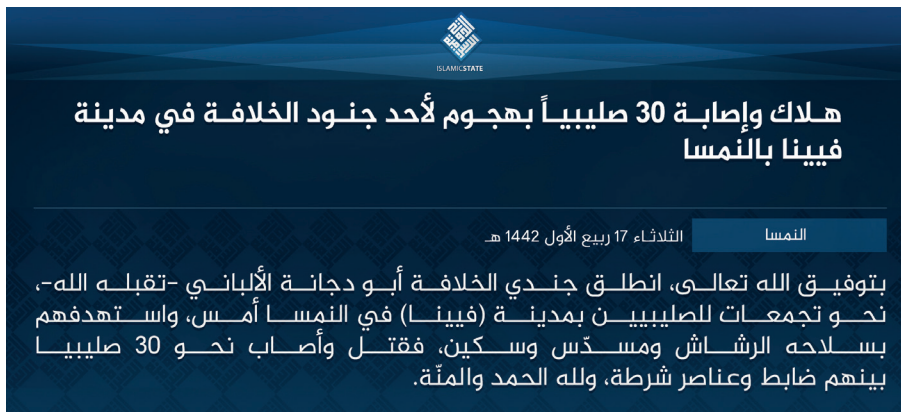 ISLAMIC STATE
هلاك وإصابة 30 صليبياً بهجوم لأحد جنود الخلافة في مدينة
فيينا بالنمسا
النمسا الثلاثاء 17 ربيع الأول 1442 هـ
بتوفيق الله تعالى، انطلق جندي الخلافة أبو دجانة الألباني -تقبله الله-،
نحو تجمعات للصليبيين بمدينة (فيينا) في النمسا أمس، واستهدفهم
بسلاحه الرشاش ومسدّس وسكين، فقتل وأصاب نحو 30 صليبيا
بينهم ضابط وعناصر شرطة، ولله الحمد والمنّة.